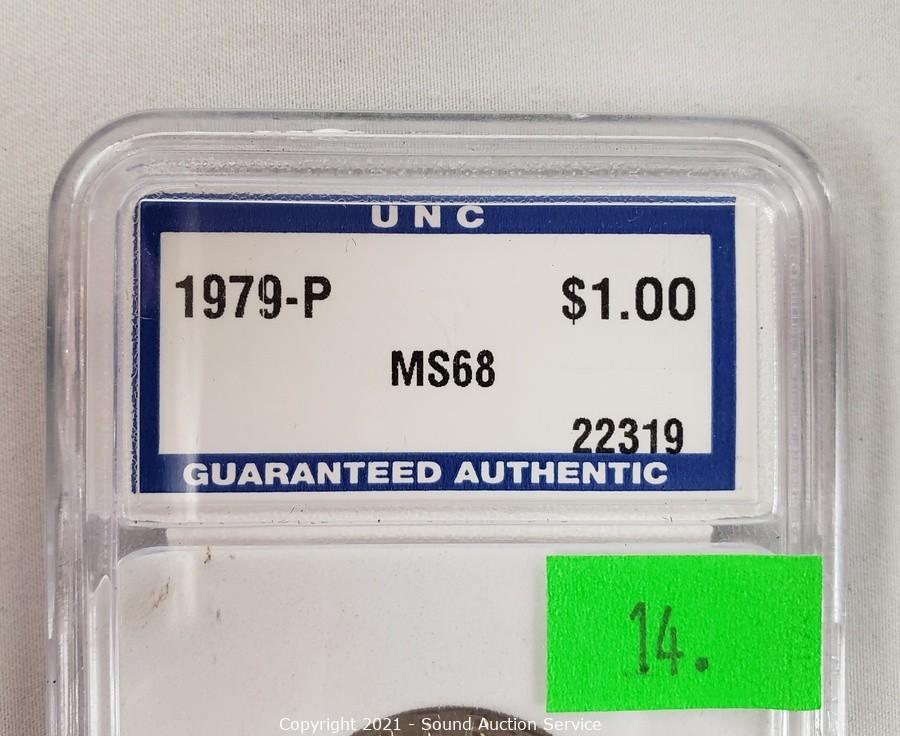 UNC
1979-P $1.00
MS68
22319
GUARANTEED AUTHENTIC
14.
Copyright 2021 - Sound Auction Service